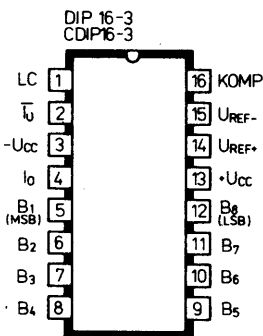 DIP 16-3
CDIP16-3
LC 1 16 KOMP
I̅₀ 2 15 UREF-
-Ucc 3 14 UREF+
I₀ 4 13 +Ucc
B₁ (MSB) 5 12 B₈ (LSB)
B₂ 6 11 B₇
B₃ 7 10 B₆
B₄ 8 9 B₅